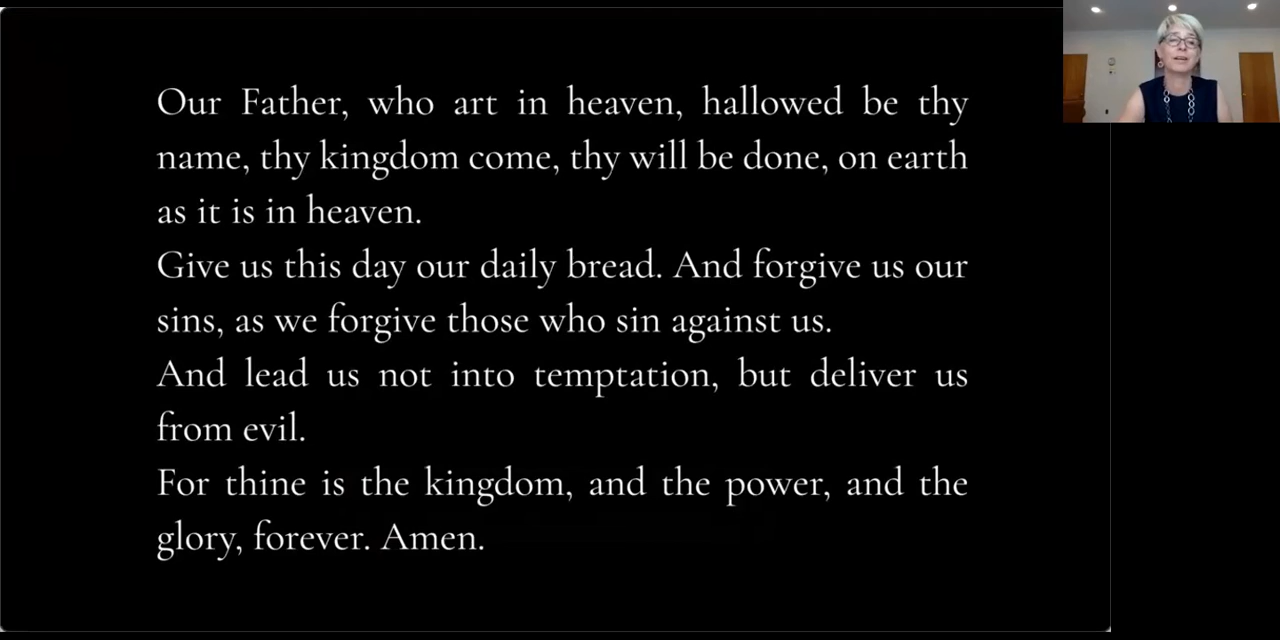 Our Father, who art in heaven, hallowed be thy
name, thy kingdom come, thy will be done, on earth
as it is in heaven.
Give us this day our daily bread. And forgive us our
sins, as we forgive those who sin against us.
And lead us not into temptation, but deliver us
from evil.
For thine is the kingdom, and the power, and the
glory, forever. Amen.